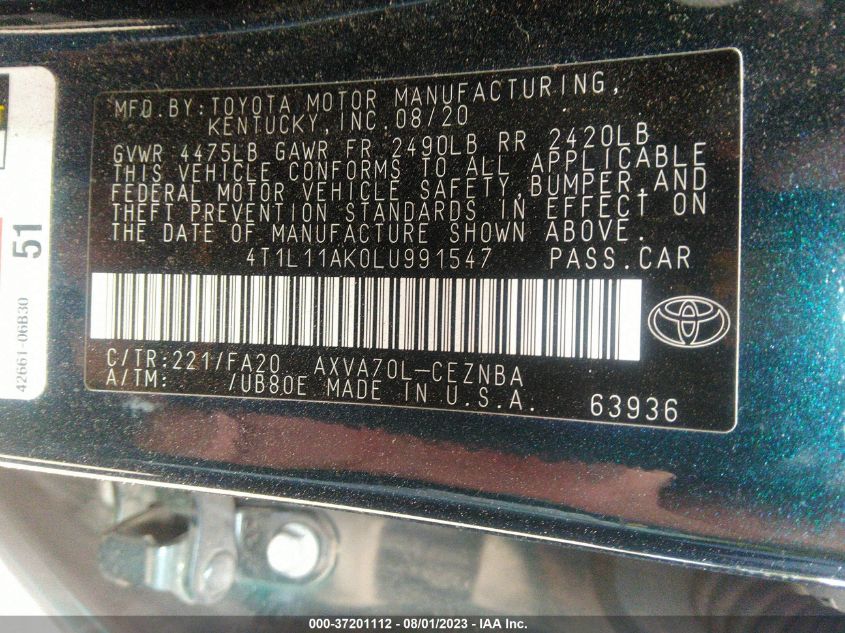 MFD.BY:TOYOTA MOTOR MANUFACTURING,
KENTUCKY,INC.08/20
GVWR 4475LB GAWR FR 2490LB RR 2420LB
THIS VEHICLE CONFORMS TO ALL APPLICABLE
FEDERAL MOTOR VEHICLE SAFETY,BUMPER,AND
THEFT PREVENTION STANDARDS IN EFFECT ON
THE DATE OF MANUFACTURE SHOWN ABOVE.
4T1L11AK0LU991547 PASS.CAR
C/TR:221/FA20 AXVA70L-CEZNBA
A/TM: /UB80E MADE IN U.S.A.
63936
51
42661-06B30
000-37201112 - 08/01/2023 - IAA Inc.